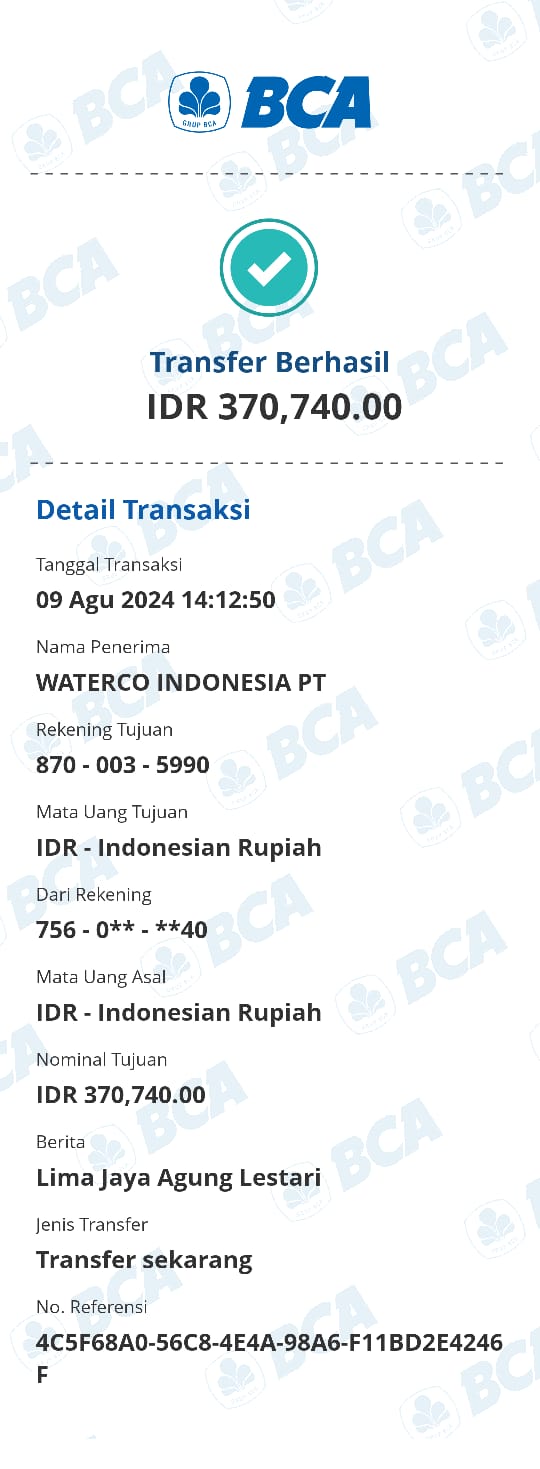 GRUP BCA
BCA
Transfer Berhasil
IDR 370,740.00
Detail Transaksi
Tanggal Transaksi
09 Agu 2024 14:12:50
Nama Penerima
WATERCO INDONESIA PT
Rekening Tujuan
870 - 003 - 5990
Mata Uang Tujuan
IDR - Indonesian Rupiah
Dari Rekening
756 - 0** - **40
Mata Uang Asal
IDR - Indonesian Rupiah
Nominal Tujuan
IDR 370,740.00
Berita
Lima Jaya Agung Lestari
Jenis Transfer
Transfer sekarang
No. Referensi
4C5F68A0-56C8-4E4A-98A6-F11BD2E4246
F